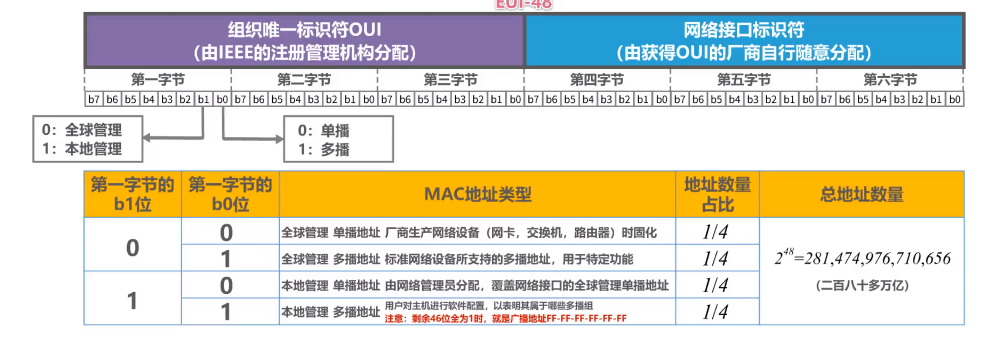 EUI-48
组织唯一标识符OUI
（由IEEE的注册管理机构分配）
网络接口标识符
（由获得OUI的厂商自行随意分配）
第一字节 第二字节 第三字节 第四字节 第五字节 第六字节
b7 b6 b5 b4 b3 b2 b1 b0 b7 b6 b5 b4 b3 b2 b1 b0 b7 b6 b5 b4 b3 b2 b1 b0 b7 b6 b5 b4 b3 b2 b1 b0 b7 b6 b5 b4 b3 b2 b1 b0 b7 b6 b5 b4 b3 b2 b1 b0
0：全球管理
1：本地管理
0：单播
1：多播
第一字节的
b1位
第一字节的
b0位
MAC地址类型
地址数量
占比
总地址数量
0
0
全球管理 单播地址 厂商生产网络设备（网卡，交换机，路由器）时固化
1/4
1
全球管理 多播地址 标准网络设备所支持的多播地址，用于特定功能
1/4
1
0
本地管理 单播地址 由网络管理员分配，覆盖网络接口的全球管理单播地址
1/4
1
本地管理 多播地址
用户对主机进行软件配置，以表明其属于哪些多播组
注意：剩余46位全为1时，就是广播地址FF-FF-FF-FF-FF-FF
1/4
2⁴⁸=281,474,976,710,656
（二百八十多万亿）